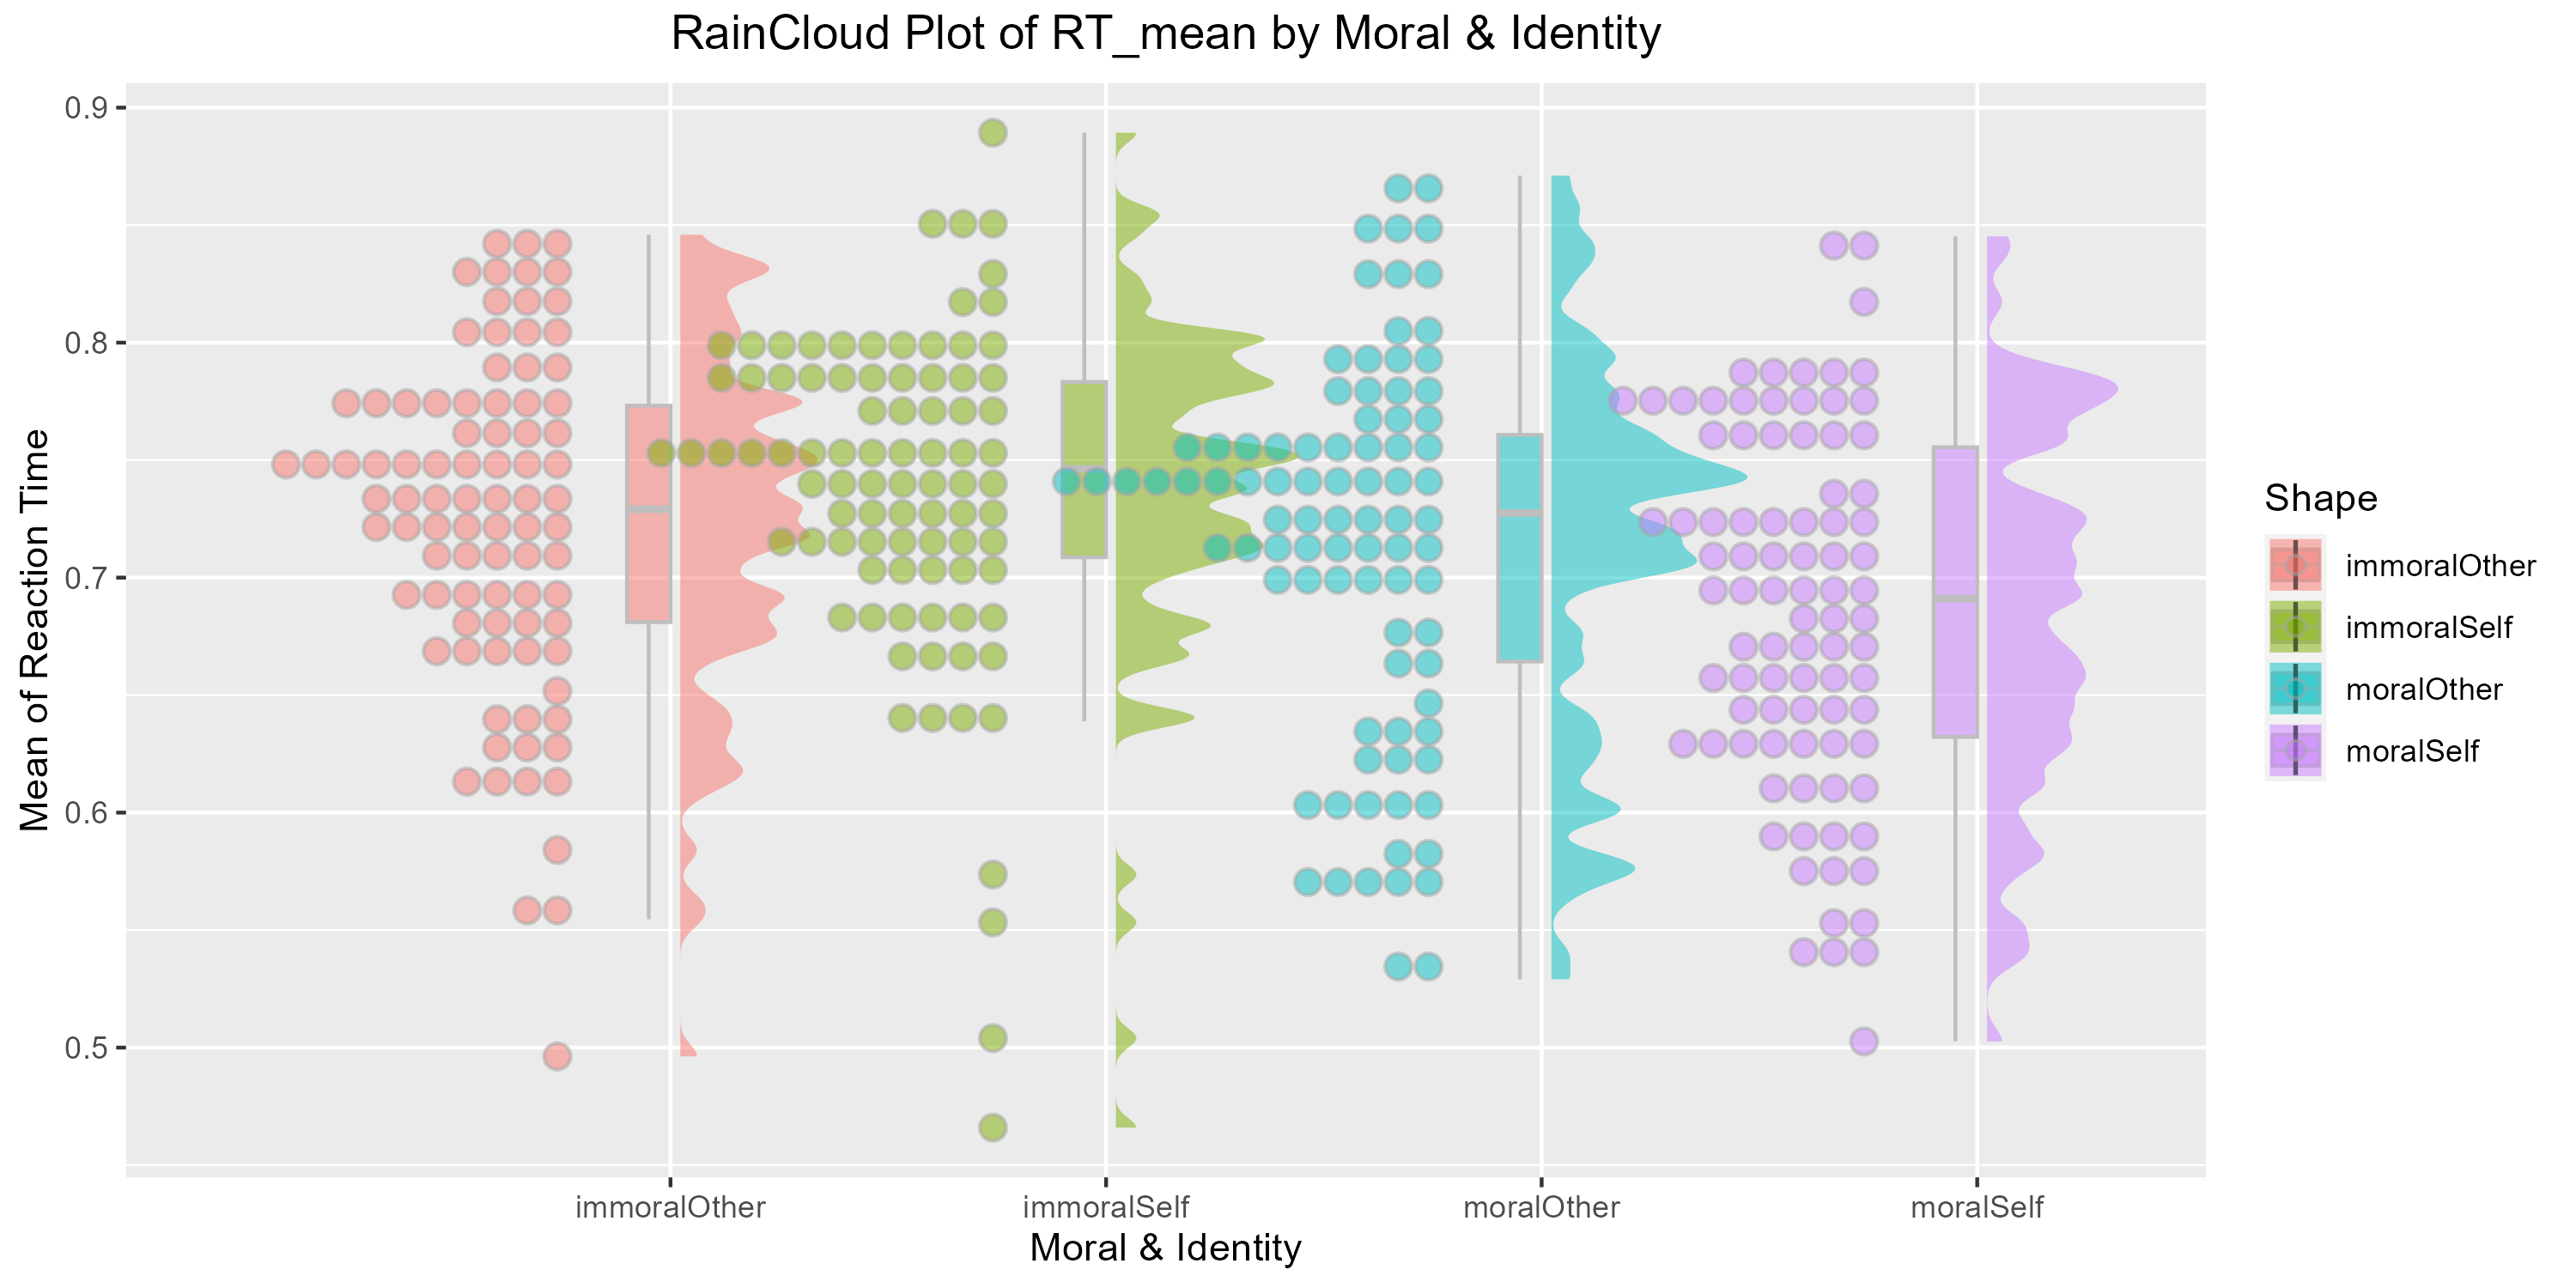 RainCloud Plot of RT_mean by Moral & Identity
Mean of Reaction Time
0.9
0.8
0.7
0.6
0.5
immoralOther
immoralSelf
moralOther
moralSelf
Moral & Identity
Shape
immoralOther
immoralSelf
moralOther
moralSelf